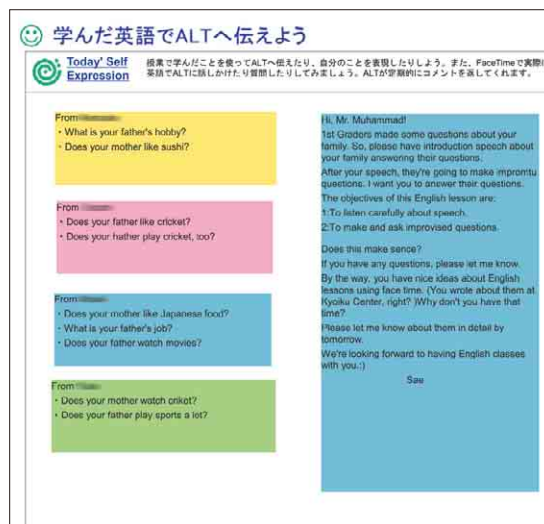 学んだ英語でALTへ伝えよう
Today' Self
Expression
授業で学んだことを使ってALTへ伝えたり、自分のことを表現したりしよう。また、FaceTimeで実際に
英語でALTに話しかけたり質問したりしてみましょう。ALTが定期的にコメントを返してくれます。
From
・What is your father's hobby?
・Does your mother like sushi?
From
・Does your father like cricket?
・Does your hather play cricket, too?
From
・Does your mother like Japanese food?
・What is your father's job?
・Does your father watch movies?
From
・Does your mother watch crikot?
・Does your father play sports a lot?
Hi, Mr. Muhammad!
1st Graders made some questions about your
family. So, please have introduction speech about
your family answering their questions.
After your speech, they're going to make impromtu
questions. I want you to answer their questions.
The objectives of this English lesson are:
1:To listen carefully about speech.
2:To make and ask improvised questions.
Does this make sence?
If you have any questions, please let me know.
By the way, you have nice ideas about English
lessons using face time. (You wrote about them at
Kyoiku Center, right? )Why don't you have that
time?
Please let me know about them in detail by
tomorrow.
We're looking forward to having English classes
with you.:)
Sae